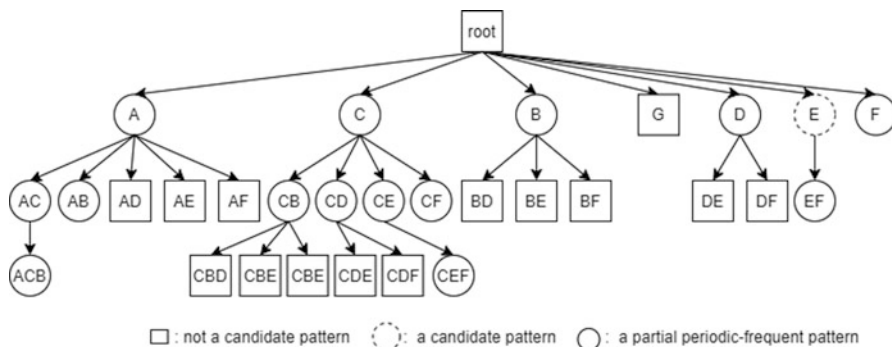 root
A C B G D E F
AC AB AD AE AF CB CD CE CF BD BE BF DE DF EF
ACB CBD CBE CBE CDE CDF CEF
: not a candidate pattern : a candidate pattern : a partial periodic-frequent pattern